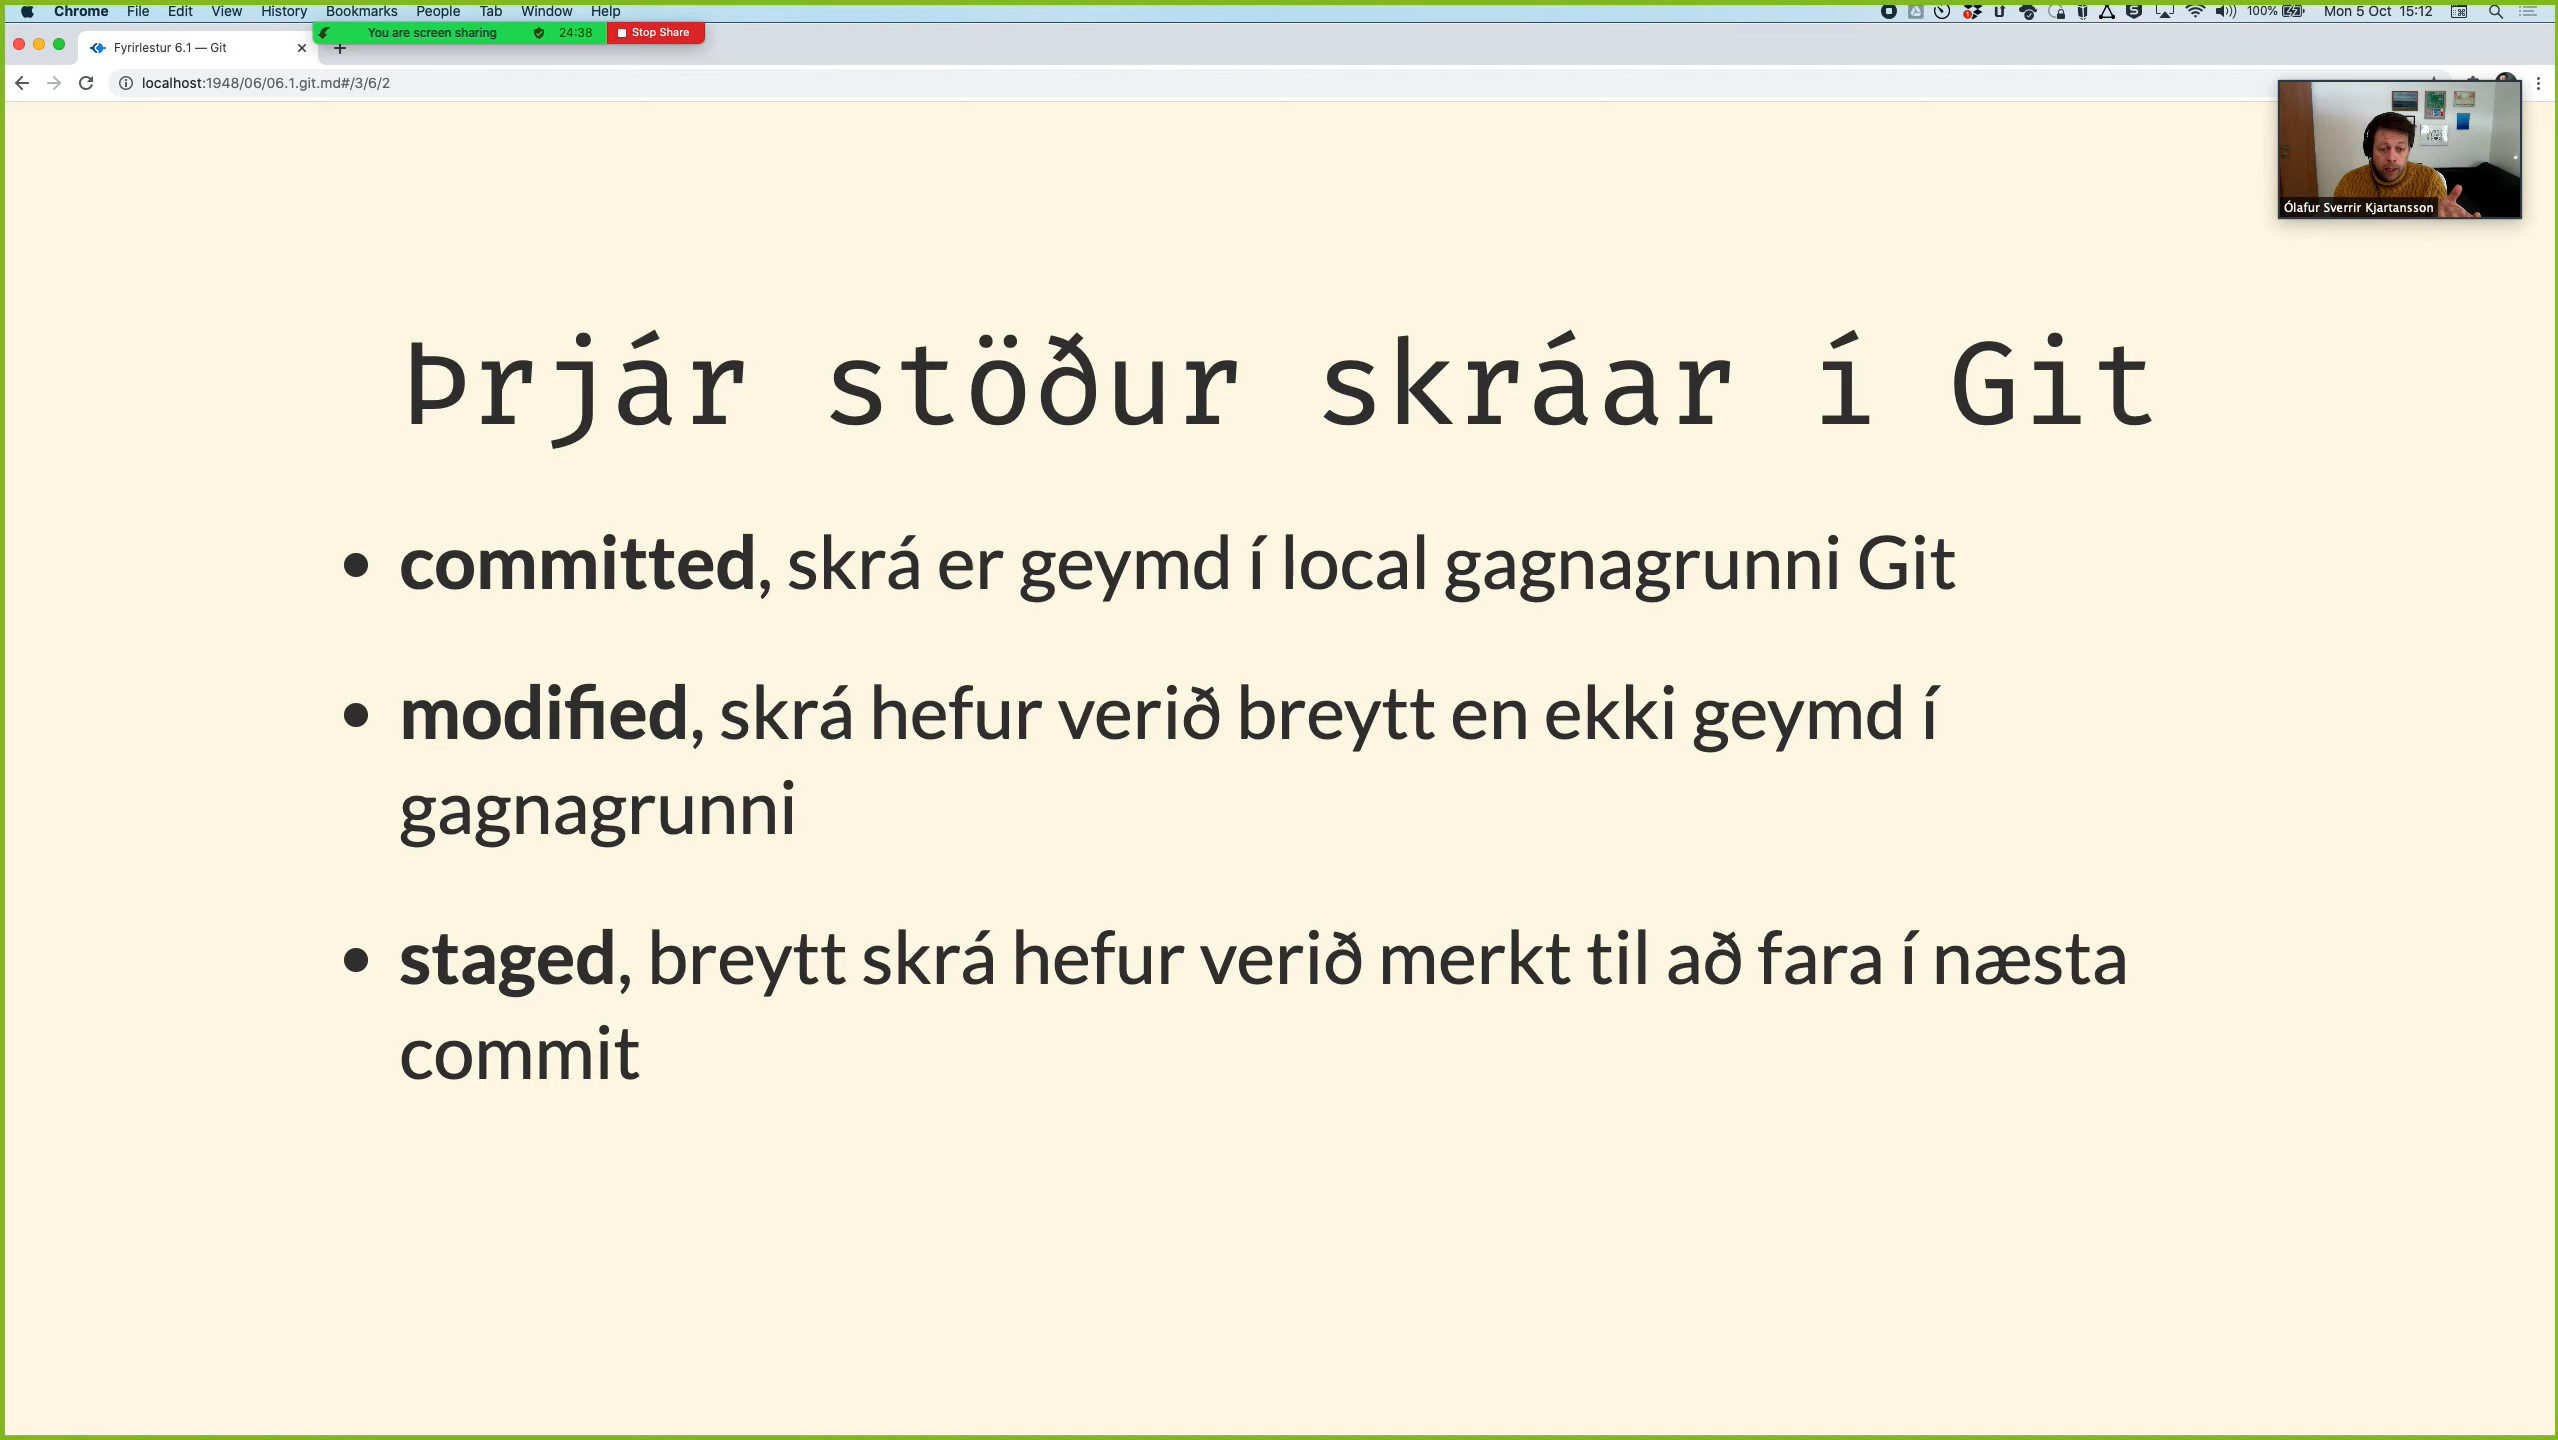 Chrome File Edit View History Bookmarks People Tab Window Help
100% Mon 5 Oct 15:12
You are screen sharing 24:38 Stop Share
Fyrirlestur 6.1 — Git
localhost:1948/06/06.1.git.md#/3/6/2
Ólafur Sverrir Kjartansson
Þrjár stöður skráar í Git
• committed, skrá er geymd í local gagnagrunni Git
• modified, skrá hefur verið breytt en ekki geymd í
gagnagrunni
• staged, breytt skrá hefur verið merkt til að fara í næsta
commit